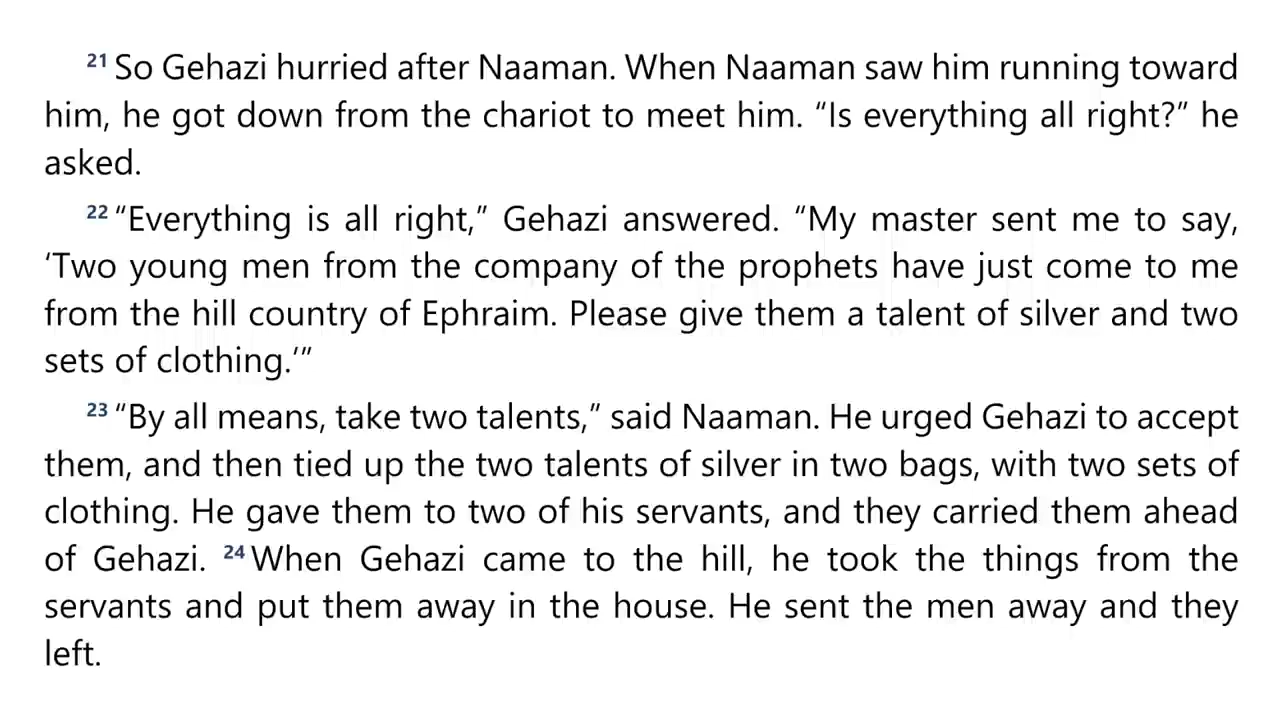 21 So Gehazi hurried after Naaman. When Naaman saw him running toward
him, he got down from the chariot to meet him. “Is everything all right?” he
asked.
22 “Everything is all right,” Gehazi answered. “My master sent me to say,
‘Two young men from the company of the prophets have just come to me
from the hill country of Ephraim. Please give them a talent of silver and two
sets of clothing.’”
23 “By all means, take two talents,” said Naaman. He urged Gehazi to accept
them, and then tied up the two talents of silver in two bags, with two sets of
clothing. He gave them to two of his servants, and they carried them ahead
of Gehazi. 24 When Gehazi came to the hill, he took the things from the
servants and put them away in the house. He sent the men away and they
left.